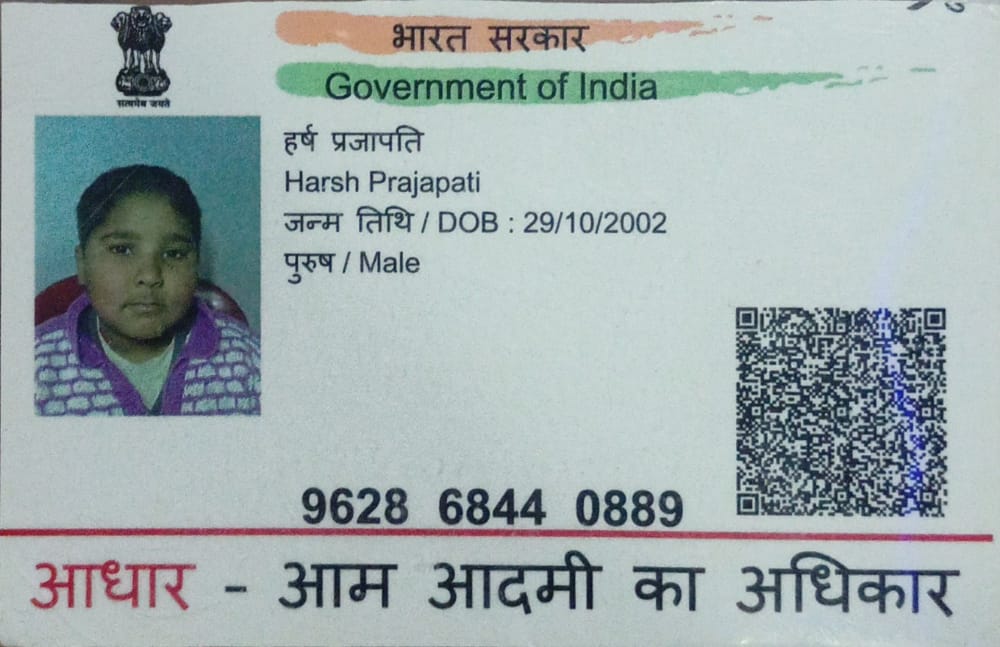 भारत सरकार
Government of India
सत्यमेव जयते
हर्ष प्रजापति
Harsh Prajapati
जन्म तिथि / DOB : 29/10/2002
पुरुष / Male
9628 6844 0889
आधार - आम आदमी का अधिकार